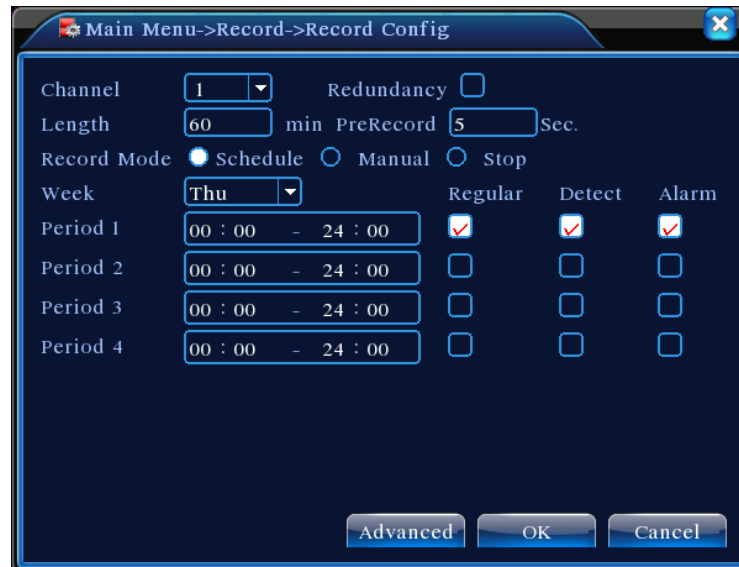 Main Menu->Record->Record Config
Channel 1 Redundancy
Length 60 min PreRecord 5 Sec.
Record Mode Schedule Manual Stop
Week Thu Regular Detect Alarm
Period 1 00 : 00 - 24 : 00
Period 2 00 : 00 - 24 : 00
Period 3 00 : 00 - 24 : 00
Period 4 00 : 00 - 24 : 00
Advanced OK Cancel